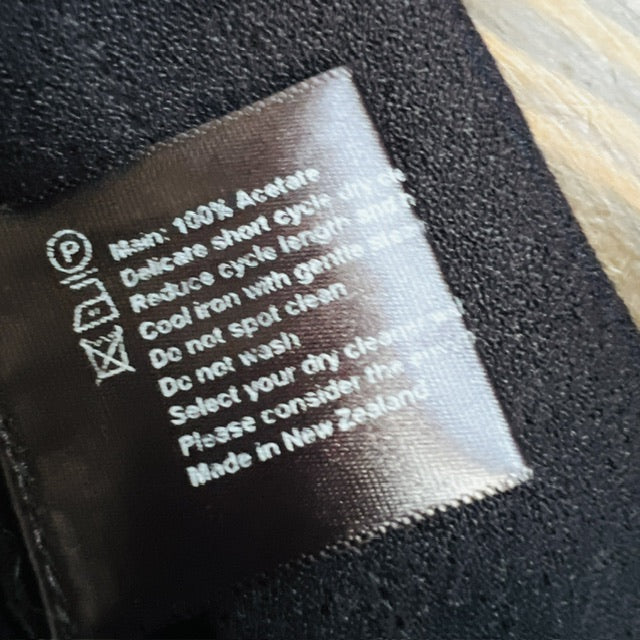 P
Main: 100% Acetate
Delicate short cycle
Reduce cycle length and
Cool iron with gentle
Do not spot clean
Do not wash
Select your dry cleaner
Please consider the
Made in New Zealand